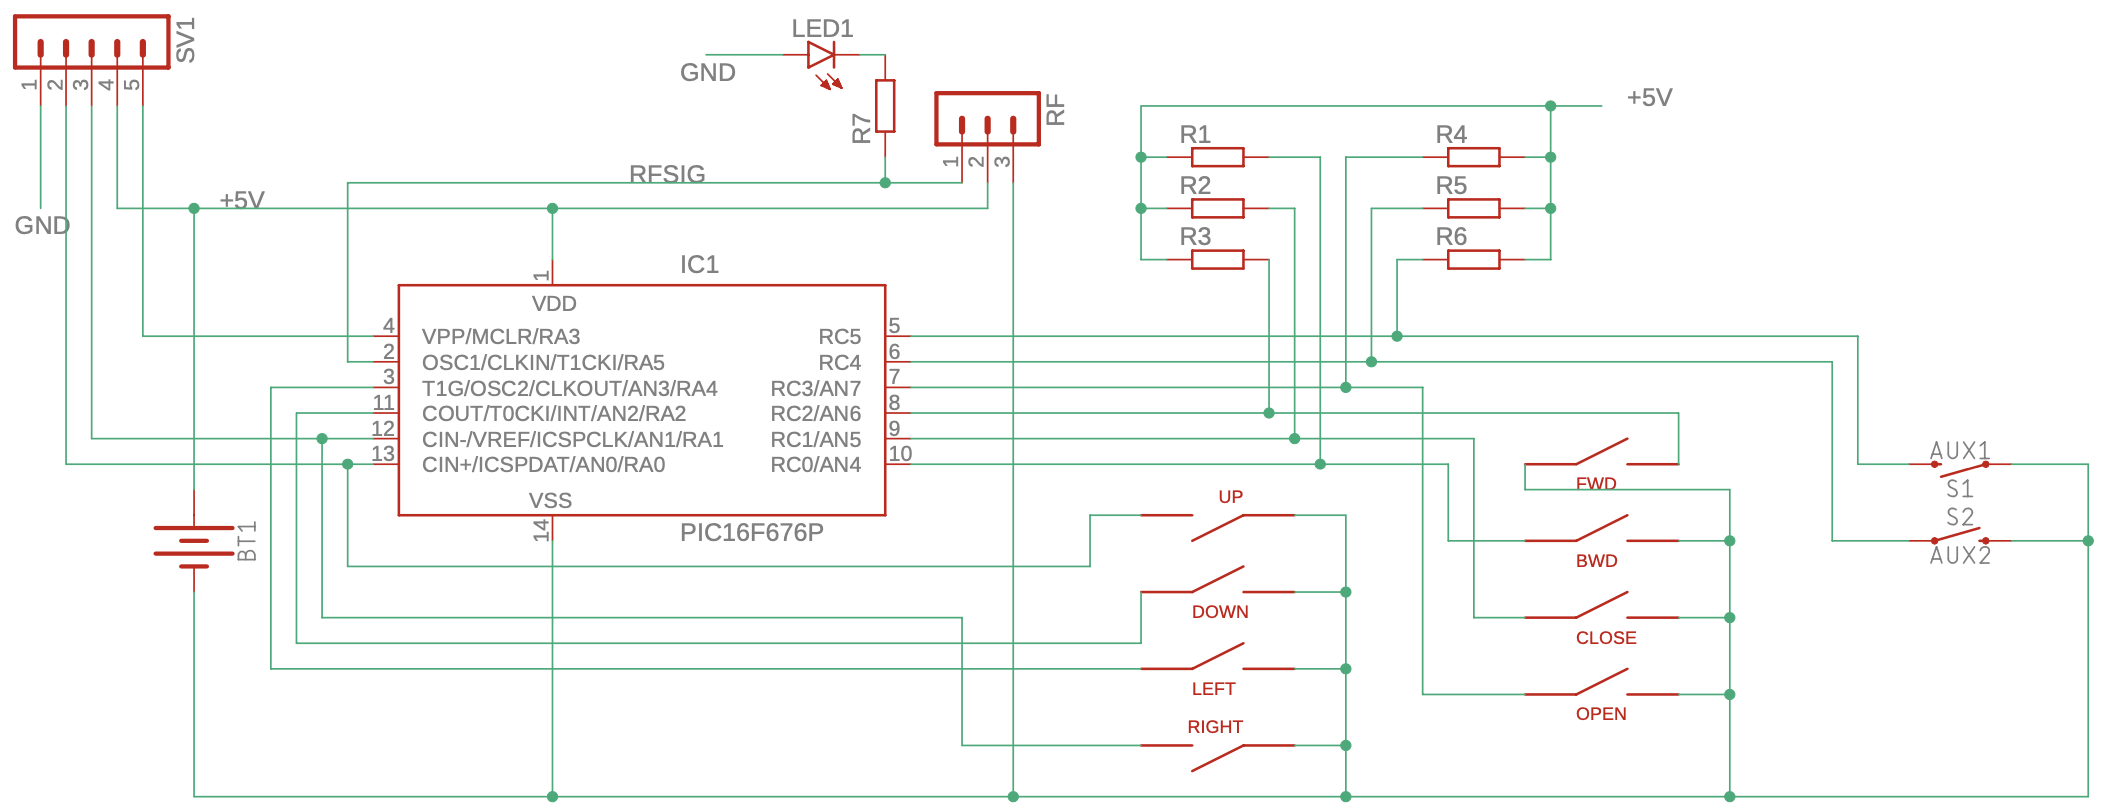 SV1
1 2 3 4 5
GND
+5V
GND
LED1
R7
RFSIG
RF
1 2 3
+5V
R1
R2
R3
R4
R5
R6
IC1
1
VDD
4 VPP/MCLR/RA3 RC5 5
2 OSC1/CLKIN/T1CKI/RA5 RC4 6
3 T1G/OSC2/CLKOUT/AN3/RA4 RC3/AN7 7
11 COUT/T0CKI/INT/AN2/RA2 RC2/AN6 8
12 CIN-/VREF/ICSPCLK/AN1/RA1 RC1/AN5 9
13 CIN+/ICSPDAT/AN0/RA0 RC0/AN4 10
VSS
14
PIC16F676P
BT1
UP
DOWN
LEFT
RIGHT
FWD
BWD
CLOSE
OPEN
AUX1
S1
S2
AUX2